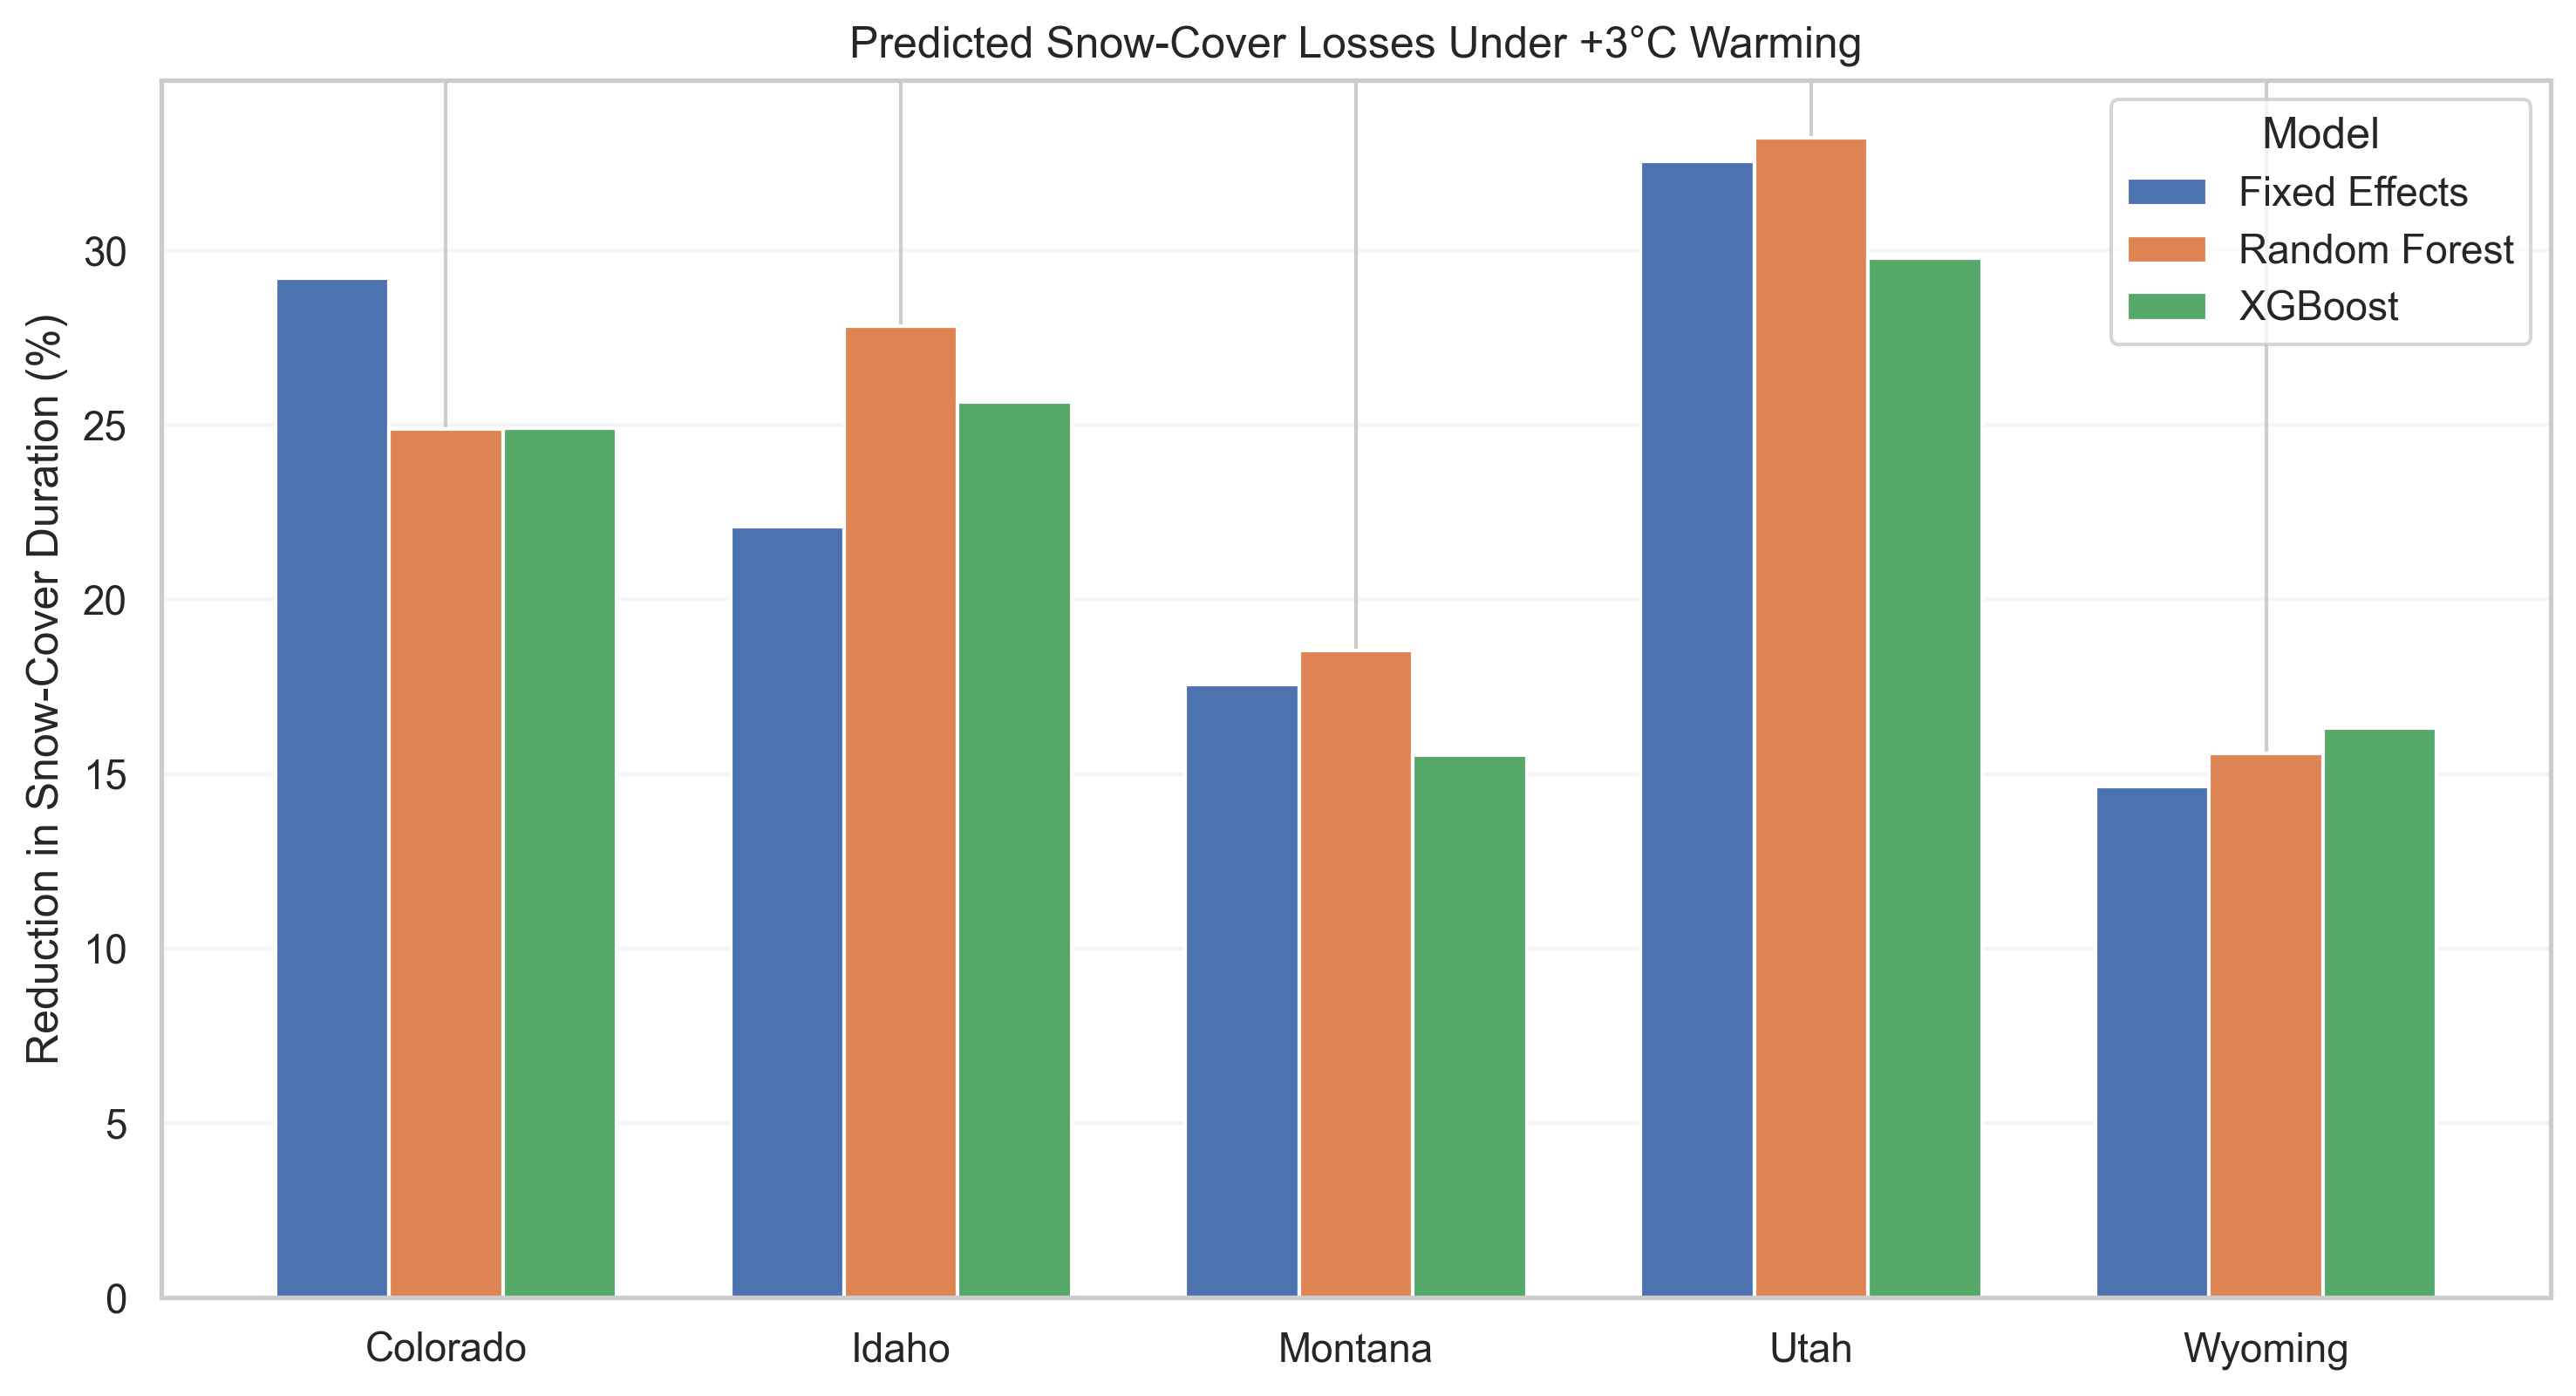 Predicted Snow-Cover Losses Under +3°C Warming
Reduction in Snow-Cover Duration (%)
30
25
20
15
10
5
0
Model
Fixed Effects
Random Forest
XGBoost
Colorado
Idaho
Montana
Utah
Wyoming